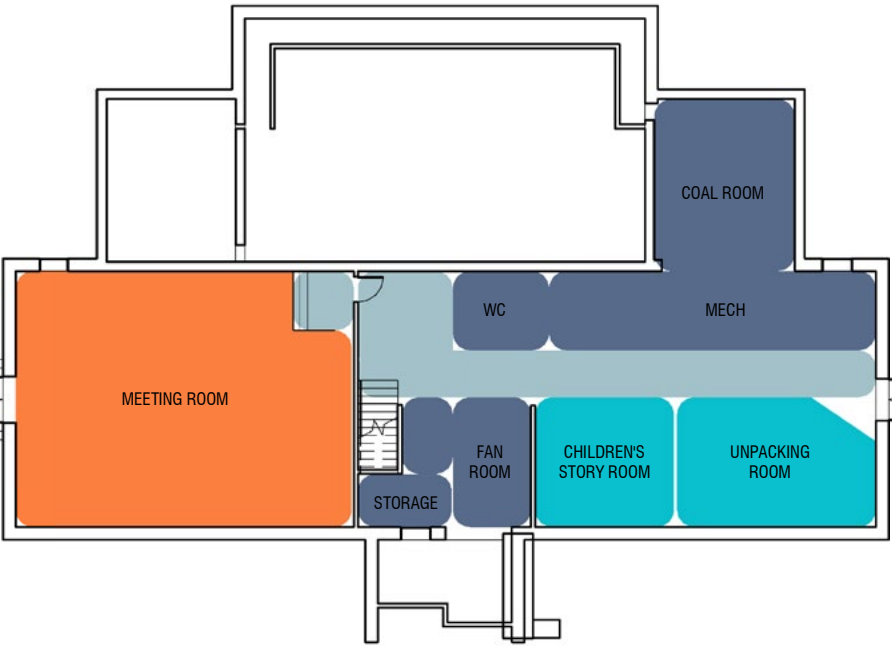 COAL ROOM
WC
MECH
MEETING ROOM
FAN
ROOM
CHILDREN'S
STORY ROOM
UNPACKING
ROOM
STORAGE